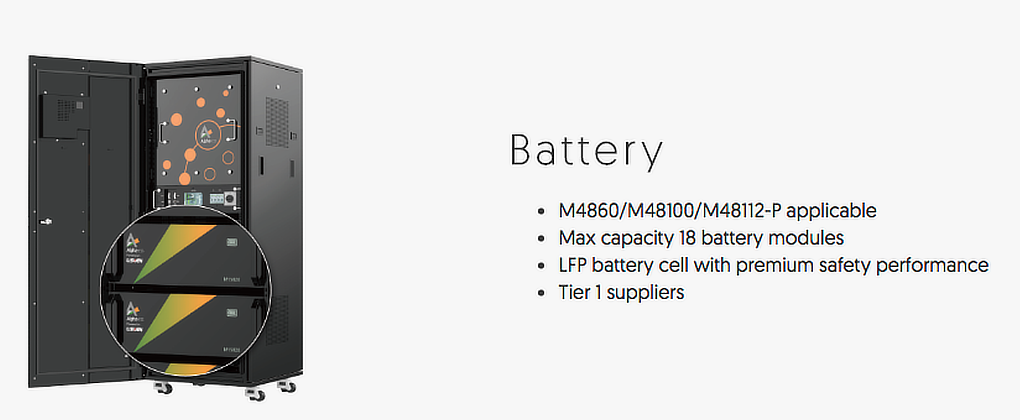 Battery
M4860/M48100/M48112-P applicable
Max capacity 18 battery modules
LFP battery cell with premium safety performance
Tier 1 suppliers